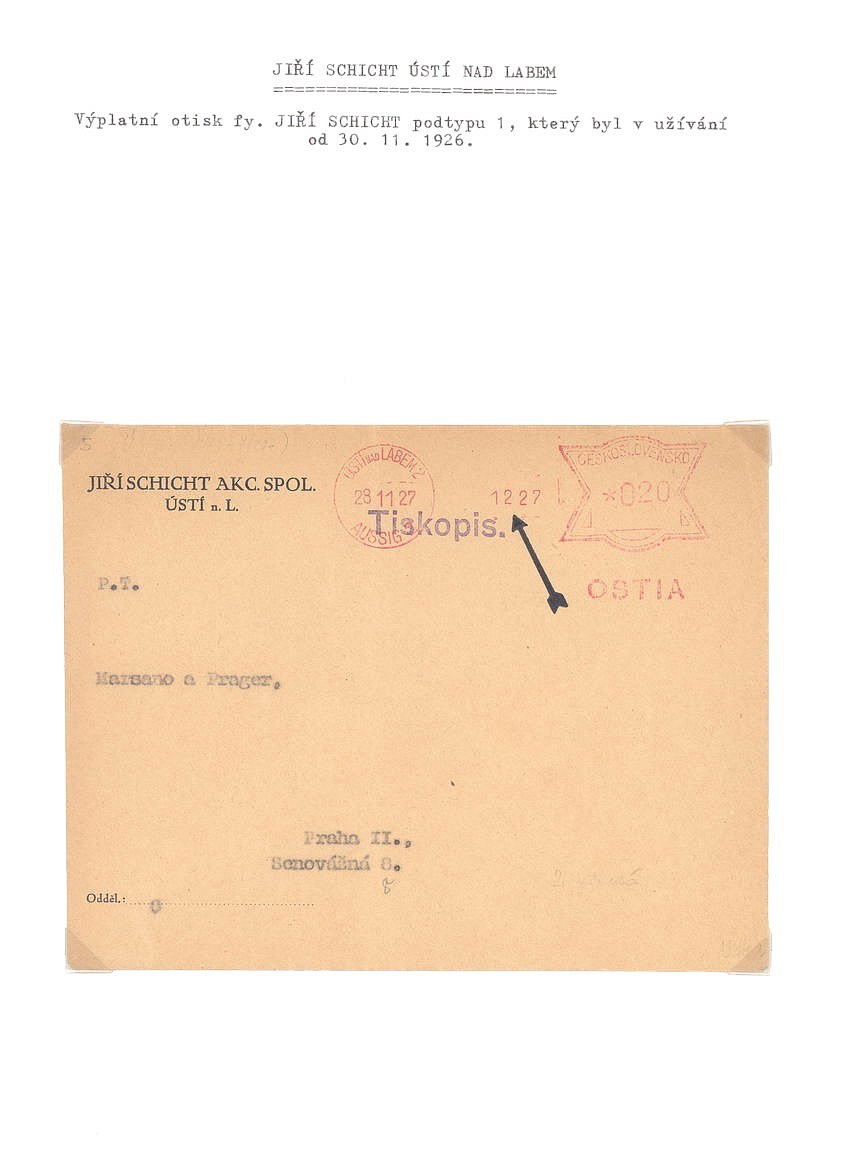 JIŘÍ SCHICHT ÚSTÍ NAD LABEM
===========================
Výplatní otisk fy. JIŘÍ SCHICHT podtypu 1, který byl v užívání
od 30. 11. 1926.
JIŘÍ SCHICHT AKC. SPOL.
ÚSTÍ n. L.
ÚSTÍ NAD LABEM 2
28 11 27
AUSSIG 2
1227
ČESKOSLOVENSKO
*020
Tiskopis.
OSTIA
P.T.
Marsano a Prager,
Praha II.,
Senovážná 8.
8
Odděl.: